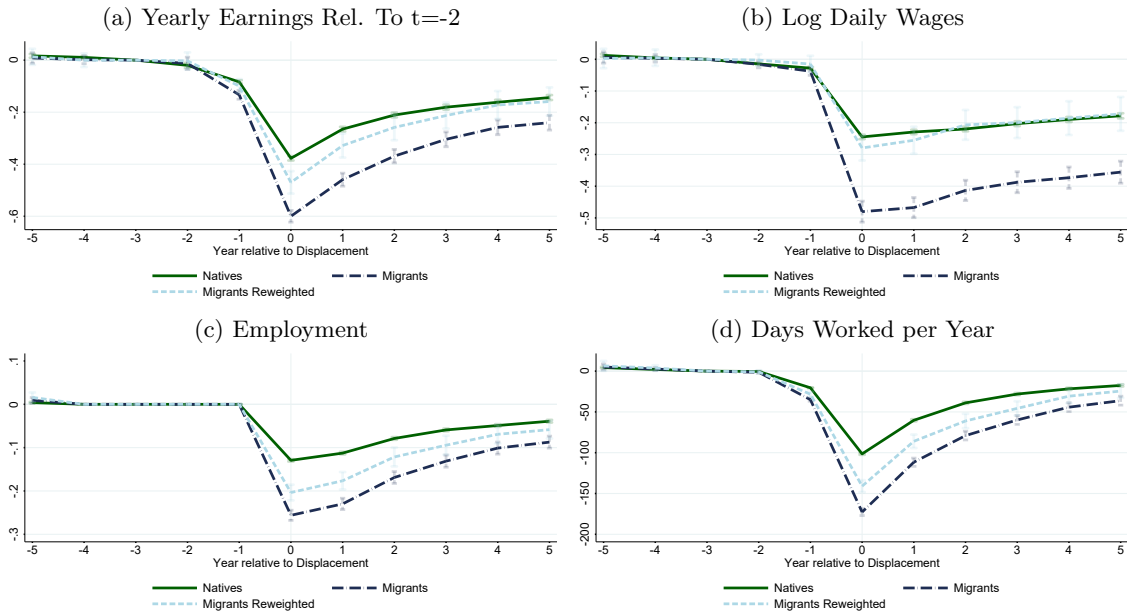 (a) Yearly Earnings Rel. To t=-2
0
-.2
-.4
-.6
-5 -4 -3 -2 -1 0 1 2 3 4 5
Year relative to Displacement
Natives Migrants
Migrants Reweighted
(b) Log Daily Wages
0
-.1
-.2
-.3
-.4
-.5
-5 -4 -3 -2 -1 0 1 2 3 4 5
Year relative to Displacement
Natives Migrants
Migrants Reweighted
(c) Employment
.1
0
-.1
-.2
-.3
-5 -4 -3 -2 -1 0 1 2 3 4 5
Year relative to Displacement
Natives Migrants
Migrants Reweighted
(d) Days Worked per Year
0
-50
-100
-150
-200
-5 -4 -3 -2 -1 0 1 2 3 4 5
Year relative to Displacement
Natives Migrants
Migrants Reweighted